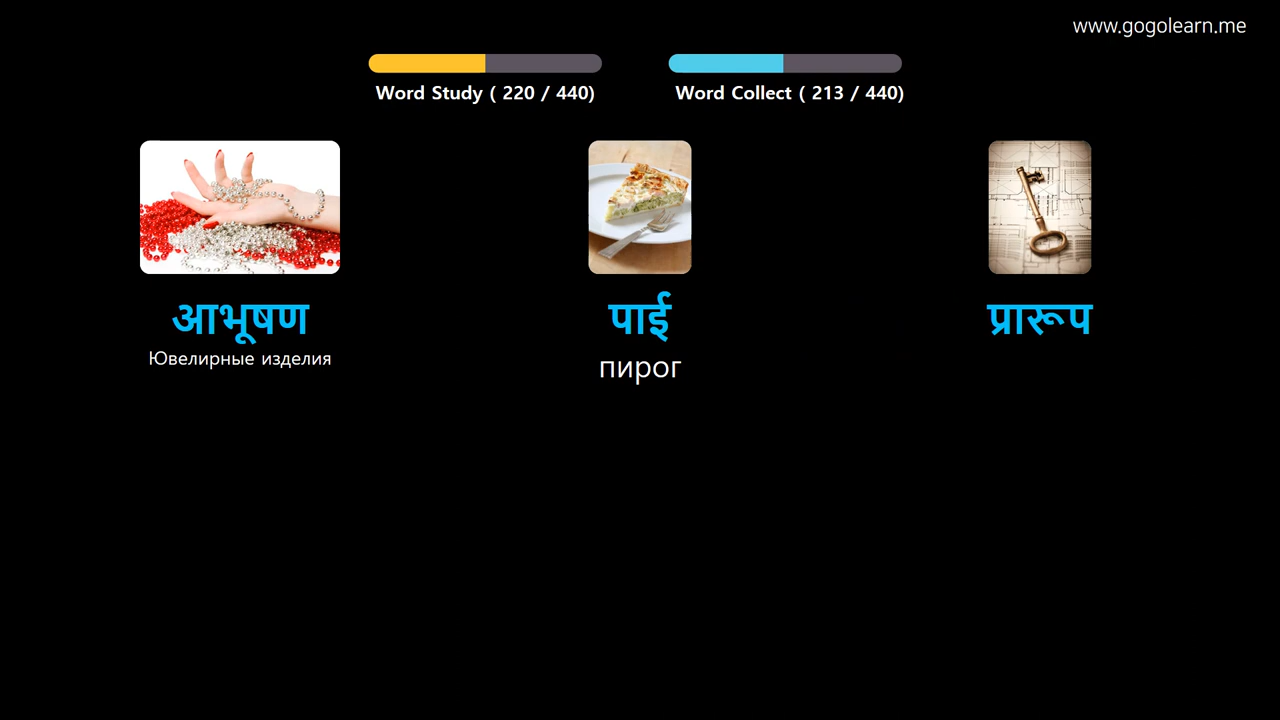 www.gogolearn.me
Word Study ( 220 / 440)
Word Collect ( 213 / 440)
आभूषण
Ювелирные изделия
पाई
пирог
प्रारूप